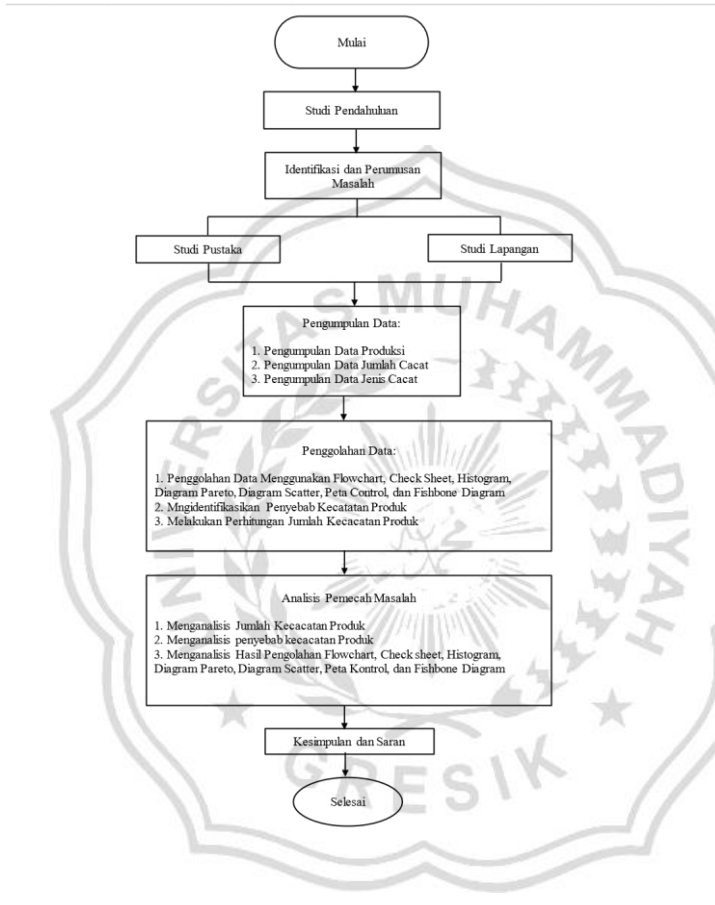 Mulai
Studi Pendahuluan
Identifikasi dan Perumusan
Masalah
Studi Pustaka
Studi Lapangan
Pengumpulan Data:
1. Pengumpulan Data Produksi
2. Pengumpulan Data Jumlah Cacat
3. Pengumpulan Data Jenis Cacat
Penggolahan Data:
1. Penggolahan Data Menggunakan Flowchart, Check Sheet, Histogram,
Diagram Pareto, Diagram Scatter, Peta Control, dan Fishbone Diagram
2. Mngidentifikasikan Penyebab Kecatatan Produk
3. Melakukan Perhitungan Jumlah Kecacatan Produk
Analisis Pemecah Masalah
1. Menganalisis Jumlah Kecacatan Produk
2. Menganalisis penyebab kecacatan Produk
3. Menganalisis Hasil Pengolahan Flowchart, Check sheet, Histogram,
Diagram Pareto, Diagram Scatter, Peta Kontrol, dan Fishbone Diagram
Kesimpulan dan Saran
Selesai
UNIVERSITAS MUHAMMADIYAH
GRESIK